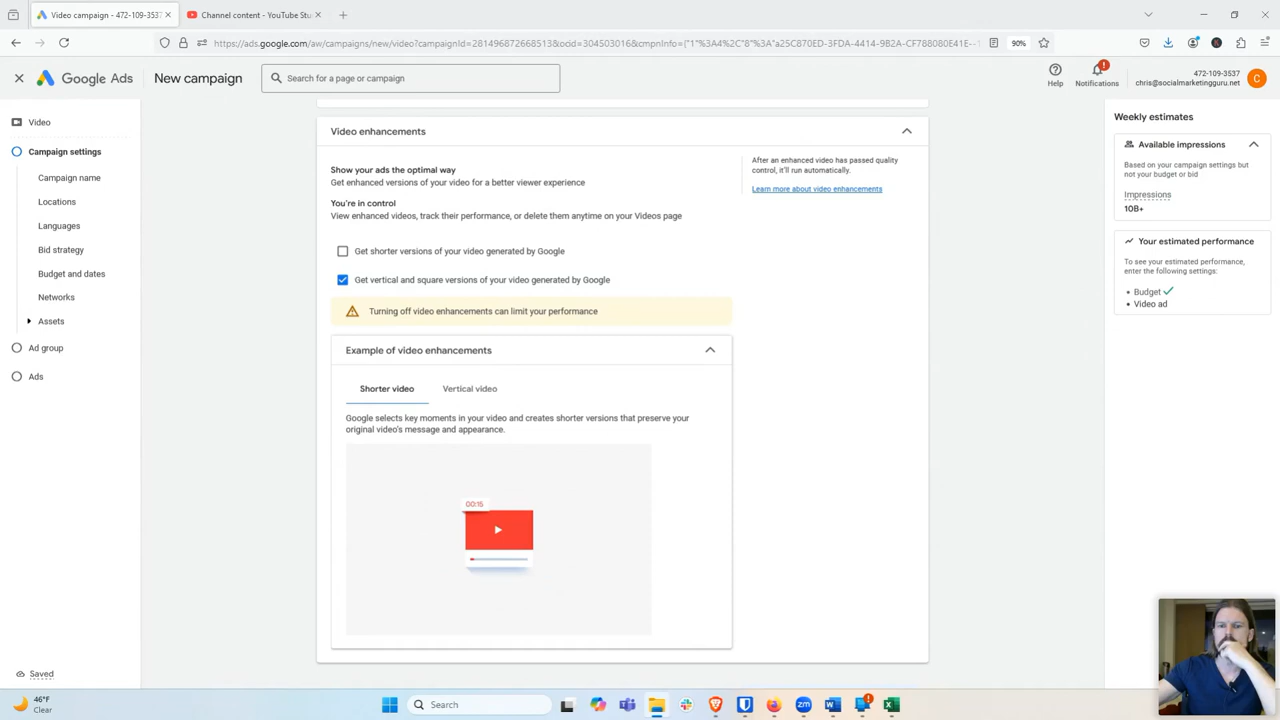 Video campaign - 472-109-3537
Channel content - YouTube Stu
https://ads.google.com/aw/campaigns/new/video?campaignId=281496612668513&ocid=304503016&cmpnInfo={"1"%3A4%2C"8"%3A"a25C870ED-3FDA-4414-9B2A-CF788080E41E--1
90%
Google Ads
New campaign
Search for a page or campaign
Help
Notifications
472-109-3537
chris@socialmarketingguru.net
C
Video
Campaign settings
Campaign name
Locations
Languages
Bid strategy
Budget and dates
Networks
Assets
Ad group
Ads
Saved
Video enhancements
Show your ads the optimal way
Get enhanced versions of your video for a better viewer experience
You're in control
View enhanced videos, track their performance, or delete them anytime on your Videos page
Get shorter versions of your video generated by Google
Get vertical and square versions of your video generated by Google
Turning off video enhancements can limit your performance
Example of video enhancements
Shorter video
Vertical video
Google selects key moments in your video and creates shorter versions that preserve your
original video's message and appearance.
00:15
After an enhanced video has passed quality
control, it'll run automatically.
Learn more about video enhancements
Weekly estimates
Available impressions
Based on your campaign settings but
not your budget or bid
Impressions
10B+
Your estimated performance
To see your estimated performance,
enter the following settings:
• Budget
• Video ad
46°F
Clear
Search